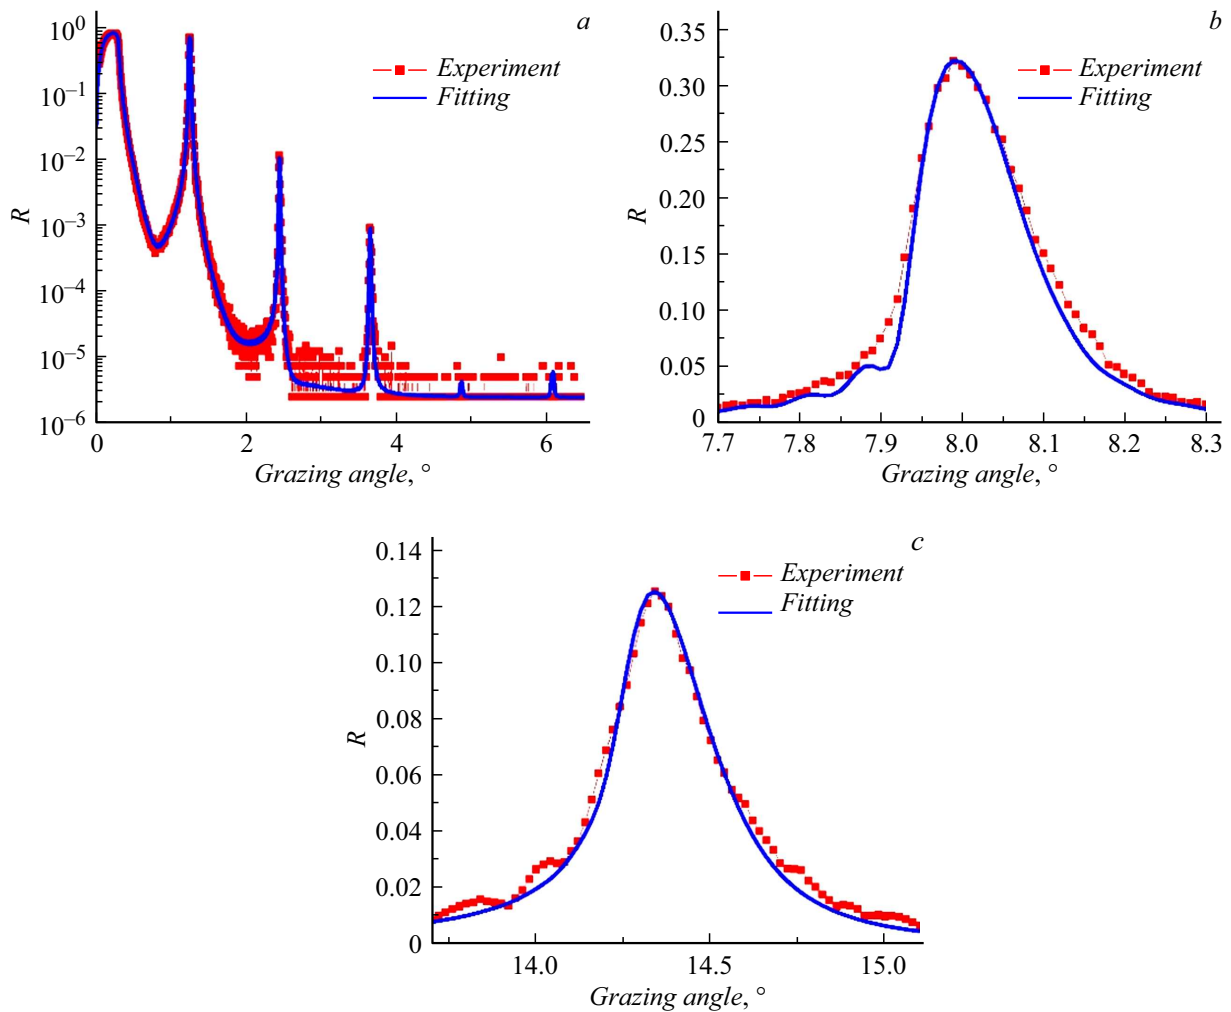 a
10⁰
10⁻¹
10⁻²
10⁻³
10⁻⁴
10⁻⁵
10⁻⁶
R
Experiment
Fitting
0 2 4 6
Grazing angle, °
b
0.35
0.30
0.25
0.20
0.15
0.10
0.05
0
R
Experiment
Fitting
7.7 7.8 7.9 8.0 8.1 8.2 8.3
Grazing angle, °
c
0.14
0.12
0.10
0.08
0.06
0.04
0.02
0
R
Experiment
Fitting
14.0 14.5 15.0
Grazing angle, °